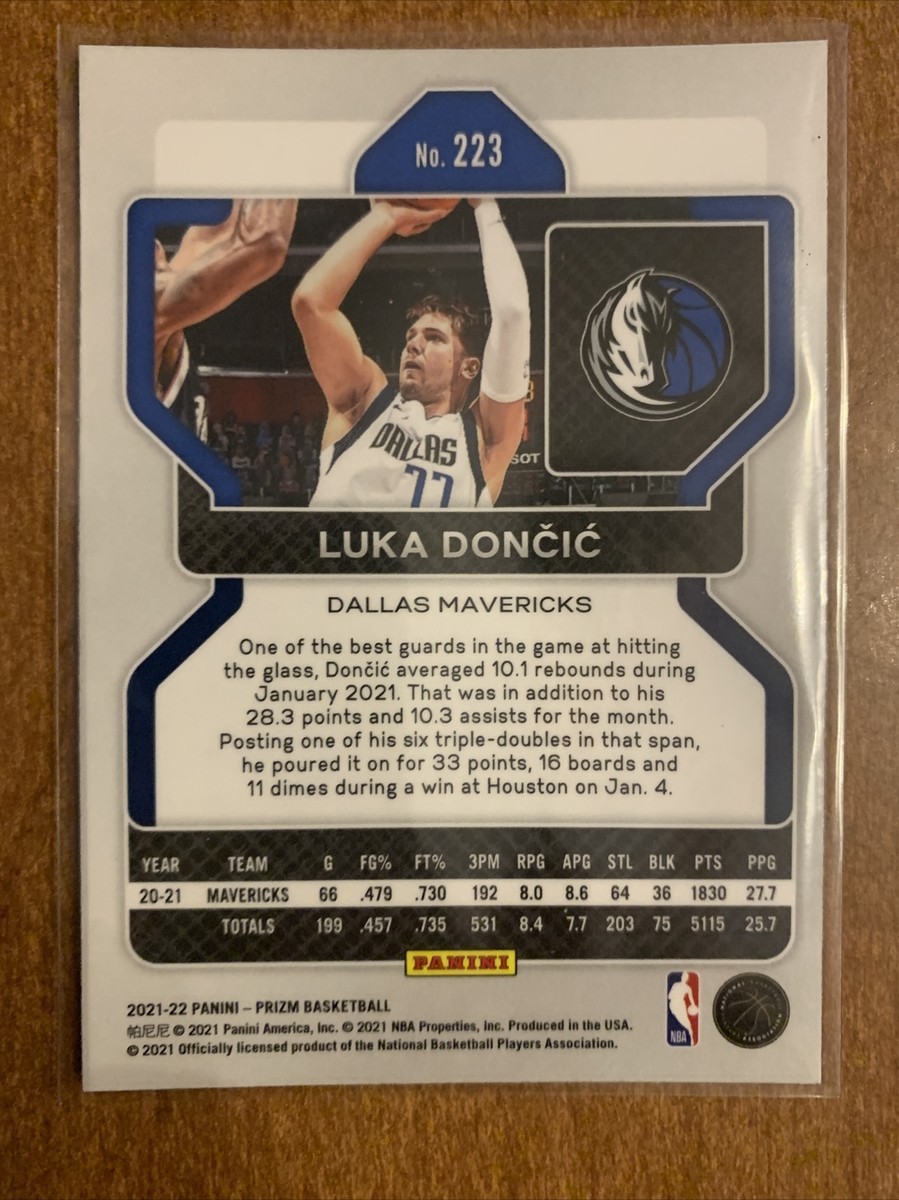 No. 223
DALLAS
77
SOT
LUKA DONČIĆ
DALLAS MAVERICKS
One of the best guards in the game at hitting
the glass, Dončić averaged 10.1 rebounds during
January 2021. That was in addition to his
28.3 points and 10.3 assists for the month.
Posting one of his six triple-doubles in that span,
he poured it on for 33 points, 16 boards and
11 dimes during a win at Houston on Jan. 4.
YEAR TEAM G FG% FT% 3PM RPG APG STL BLK PTS PPG
20-21 MAVERICKS 66 .479 .730 192 8.0 8.6 64 36 1830 27.7
TOTALS 199 .457 .735 531 8.4 7.7 203 75 5115 25.7
PANINI
2021-22 PANINI – PRIZM BASKETBALL
帕尼尼 © 2021 Panini America, Inc. © 2021 NBA Properties, Inc. Produced in the USA.
© 2021 Officially licensed product of the National Basketball Players Association.
NBA